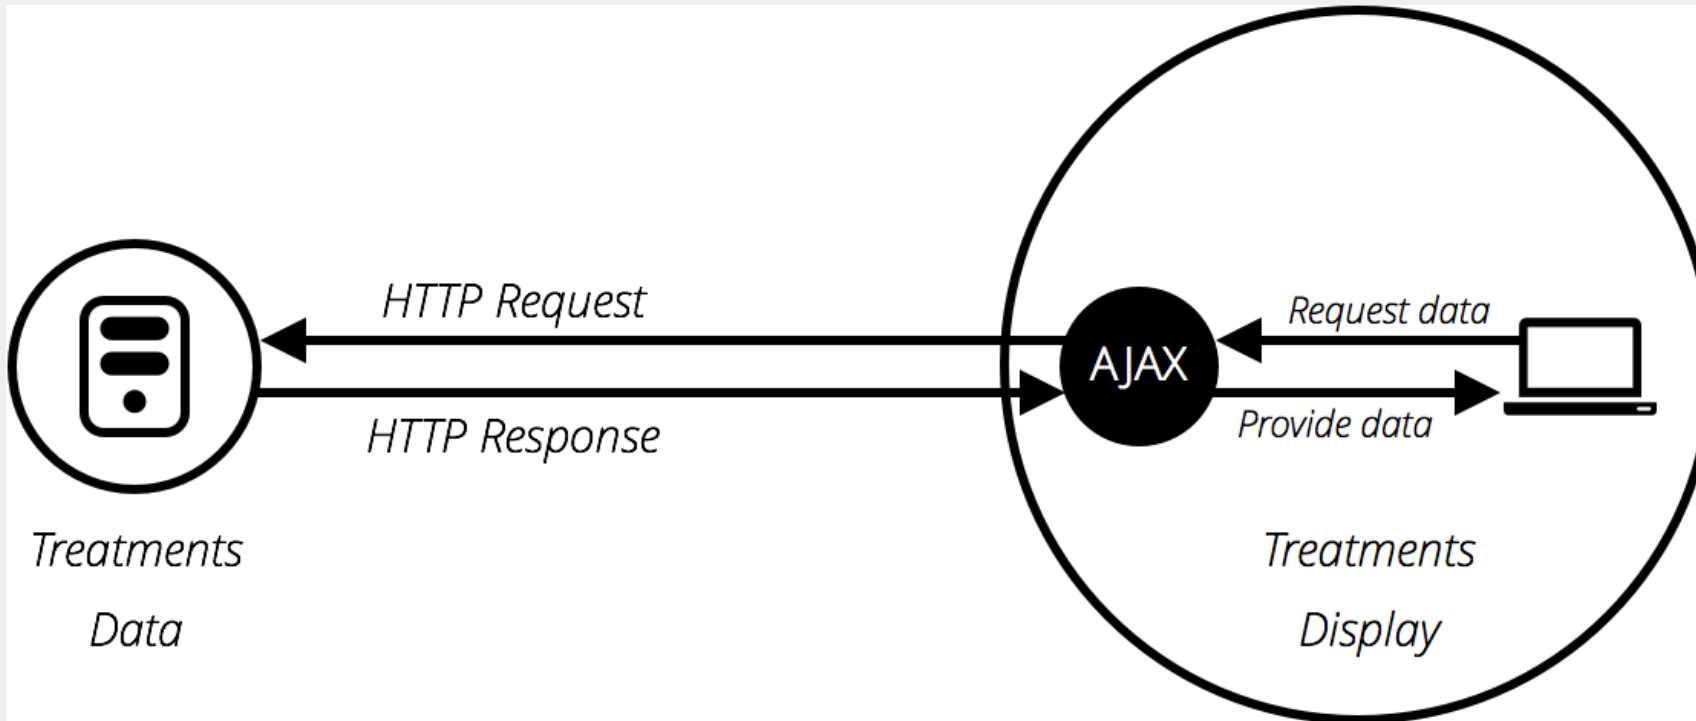 HTTP Request
HTTP Response
Treatments
Data
AJAX
Request data
Provide data
Treatments
Display